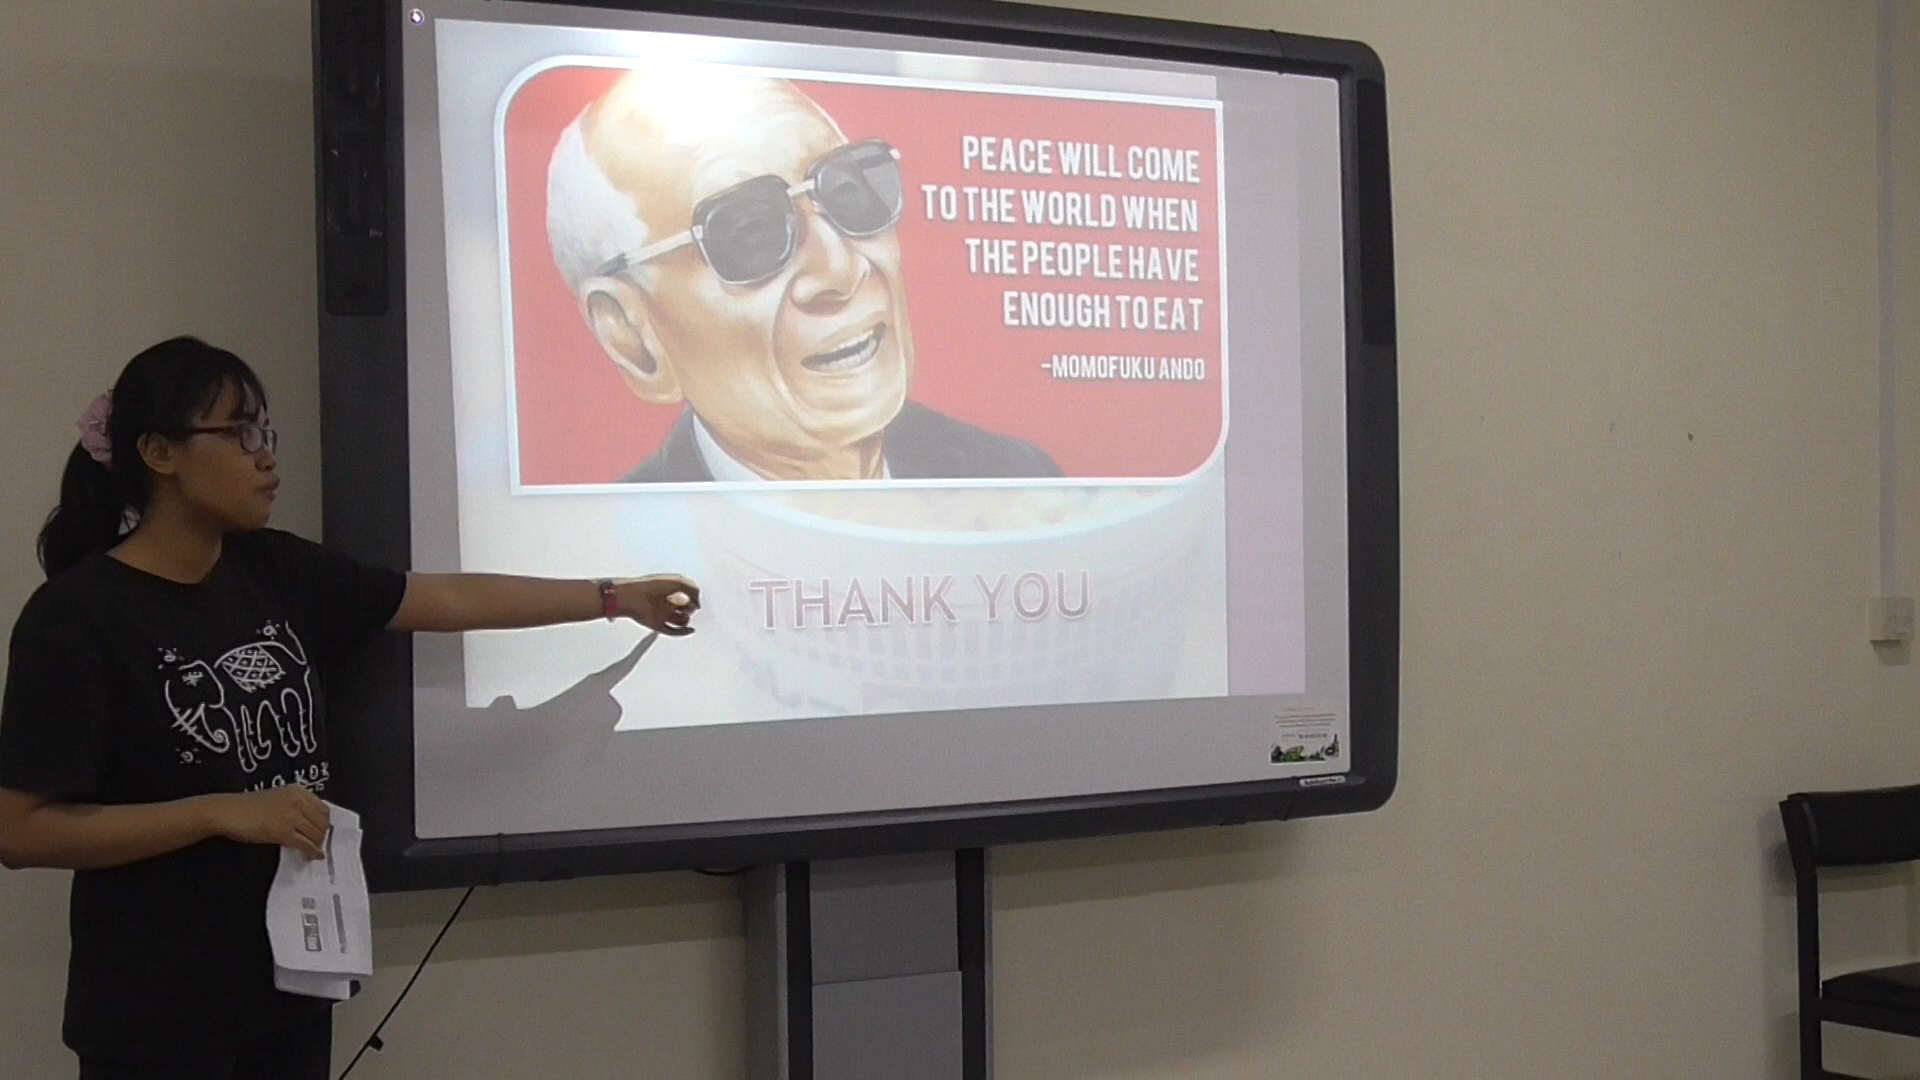 PEACE WILL COME
TO THE WORLD WHEN
THE PEOPLE HAVE
ENOUGH TO EAT
-MOMOFUKU ANDO
THANK YOU